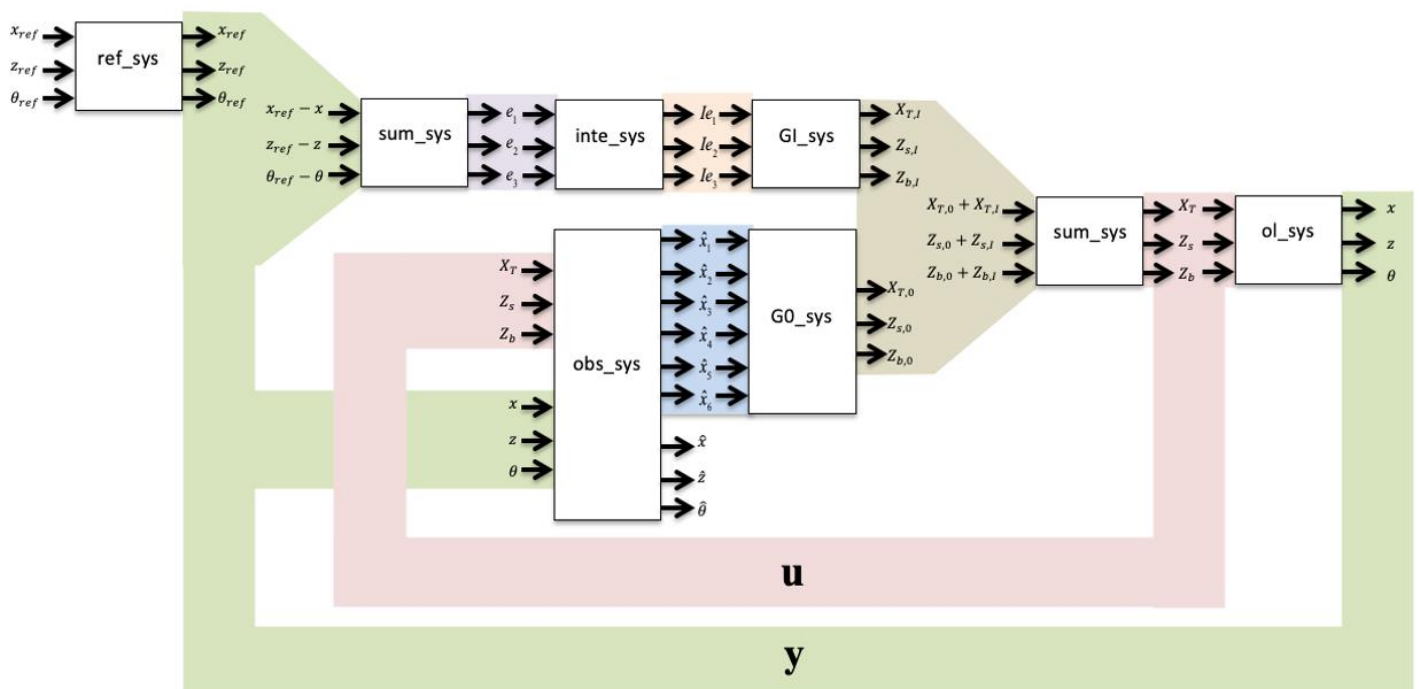 x_ref
z_ref
θ_ref
ref_sys
x_ref
z_ref
θ_ref
x_ref − x
z_ref − z
θ_ref − θ
sum_sys
e_1
e_2
e_3
inte_sys
Ie_1
Ie_2
Ie_3
GI_sys
X_T,I
Z_s,I
Z_b,I
X_T
Z_s
Z_b
x
z
θ
obs_sys
x̂_1
x̂_2
x̂_3
x̂_4
x̂_5
x̂_6
x̂
ẑ
θ̂
G0_sys
X_T,0
Z_s,0
Z_b,0
X_T,0 + X_T,I
Z_s,0 + Z_s,I
Z_b,0 + Z_b,I
sum_sys
X_T
Z_s
Z_b
ol_sys
x
z
θ
u
y